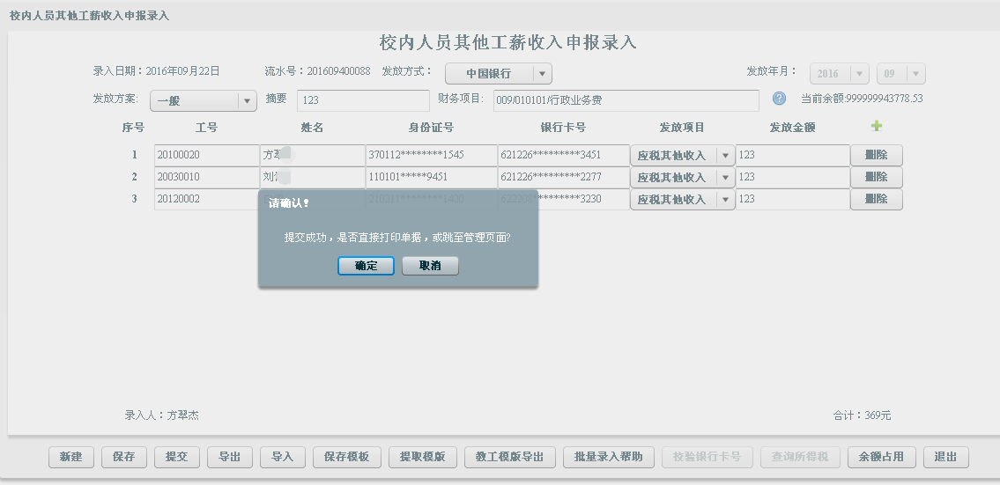 校内人员其他工薪收入申报录入
校内人员其他工薪收入申报录入
录入日期：2016年09月22日 流水号：201609400088 发放方式： 中国银行 发放年月： 2016 09
发放方案: 一般 摘要 123 财务项目: 009/010101/行政业务费 ? 当前余额:999999943778.53
序号 工号 姓名 身份证号 银行卡号 发放项目 发放金额
1 20100020 方翠 370112********1545 621226*********3451 应税其他收入 123 删除
2 20030010 刘 110101*****9451 621226*********2277 应税其他收入 123 删除
3 20120002 210211********1420 622208*********3230 应税其他收入 123 删除
请确认!
提交成功，是否直接打印单据，或跳至管理页面?
确定 取消
录入人：方翠杰 合计：369元
新建 保存 提交 导出 导入 保存模板 提取模版 教工模版导出 批量录入帮助 校验银行卡号 查询所得税 余额占用 退出